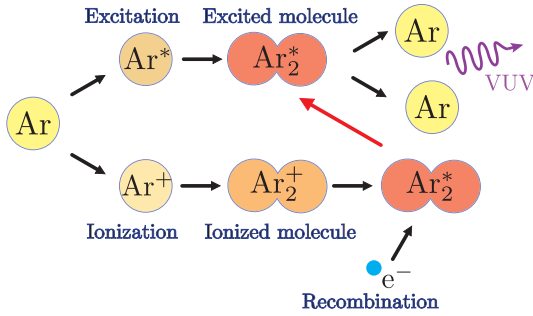 Excitation
Excited molecule
Ar
Ar*
Ar₂*
Ar
Ar
VUV
Ar⁺
Ar₂⁺
Ar₂*
Ionization
Ionized molecule
e⁻
Recombination